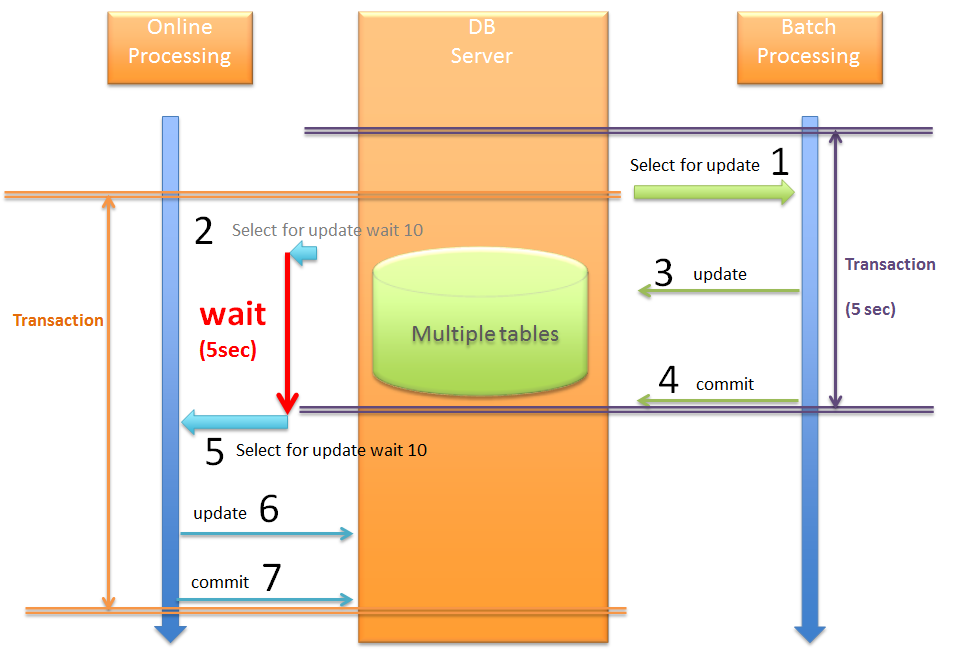 Online
Processing
DB
Server
Batch
Processing
Select for update 1
2 Select for update wait 10
3 update
Transaction
(5 sec)
Transaction
wait
(5sec)
Multiple tables
4 commit
5 Select for update wait 10
update 6
commit 7